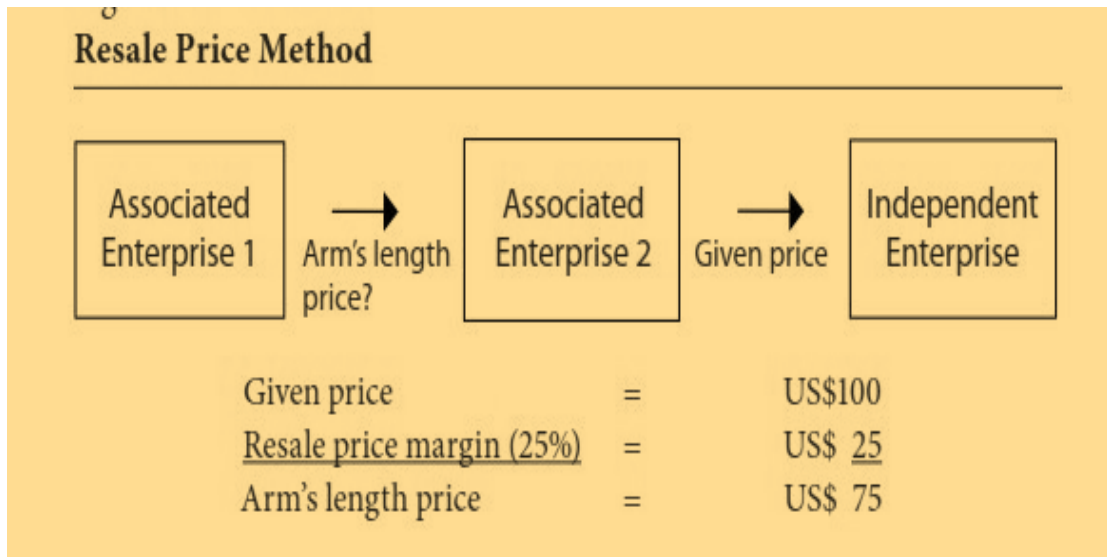 Resale Price Method
Associated
Enterprise 1
Arm's length
price?
Associated
Enterprise 2
Given price
Independent
Enterprise
Given price = US$100
Resale price margin (25%) = US$ 25
Arm's length price = US$ 75